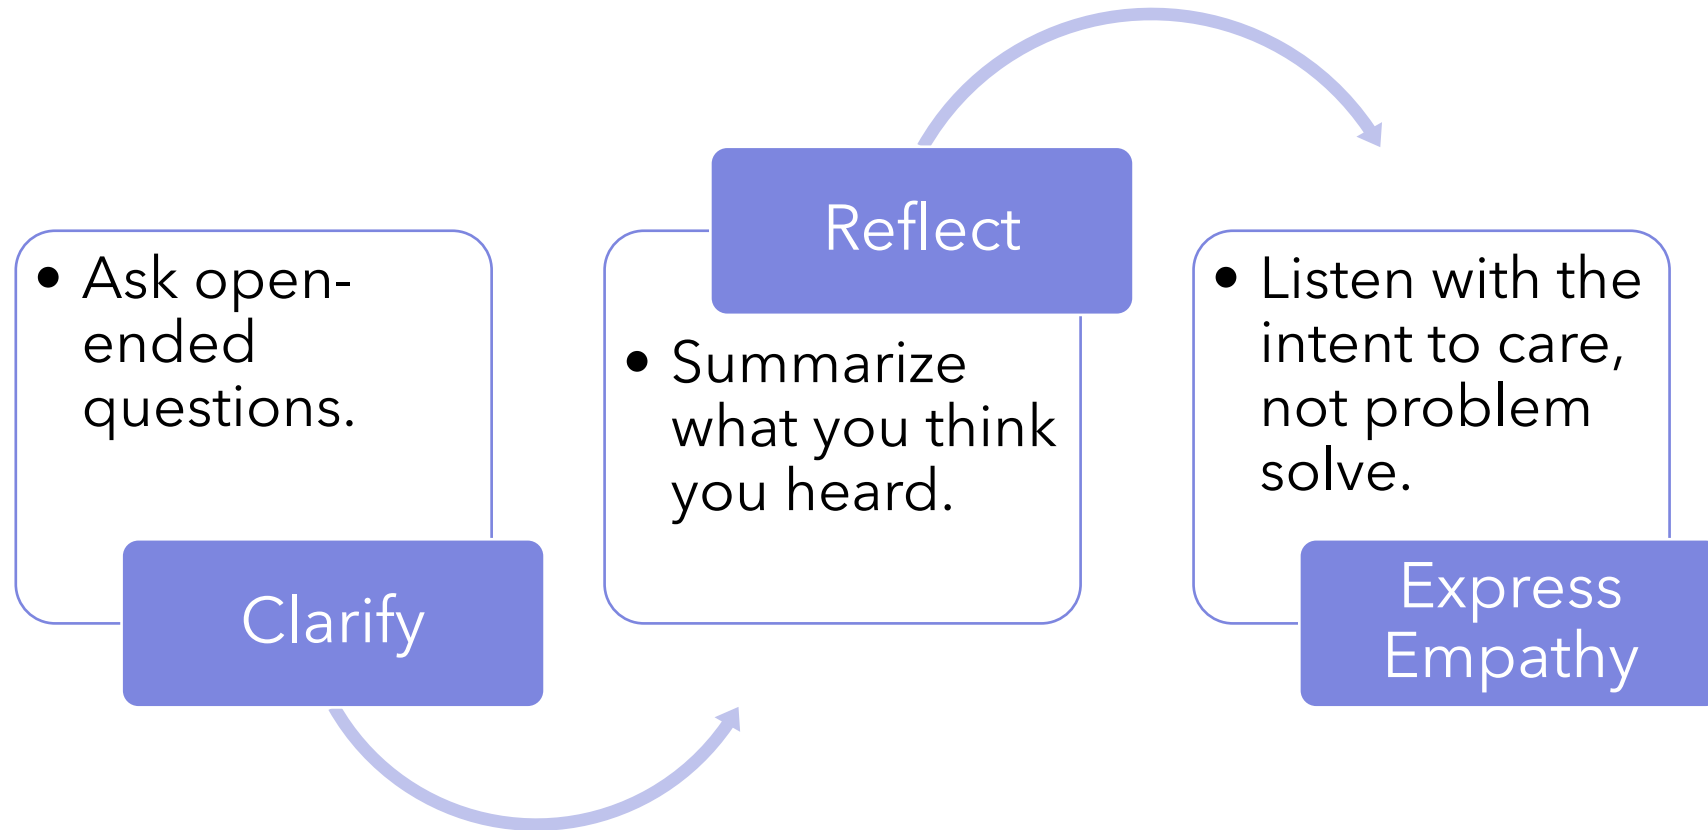 • Ask open-
ended
questions.
Clarify
Reflect
• Summarize
what you think
you heard.
• Listen with the
intent to care,
not problem
solve.
Express
Empathy